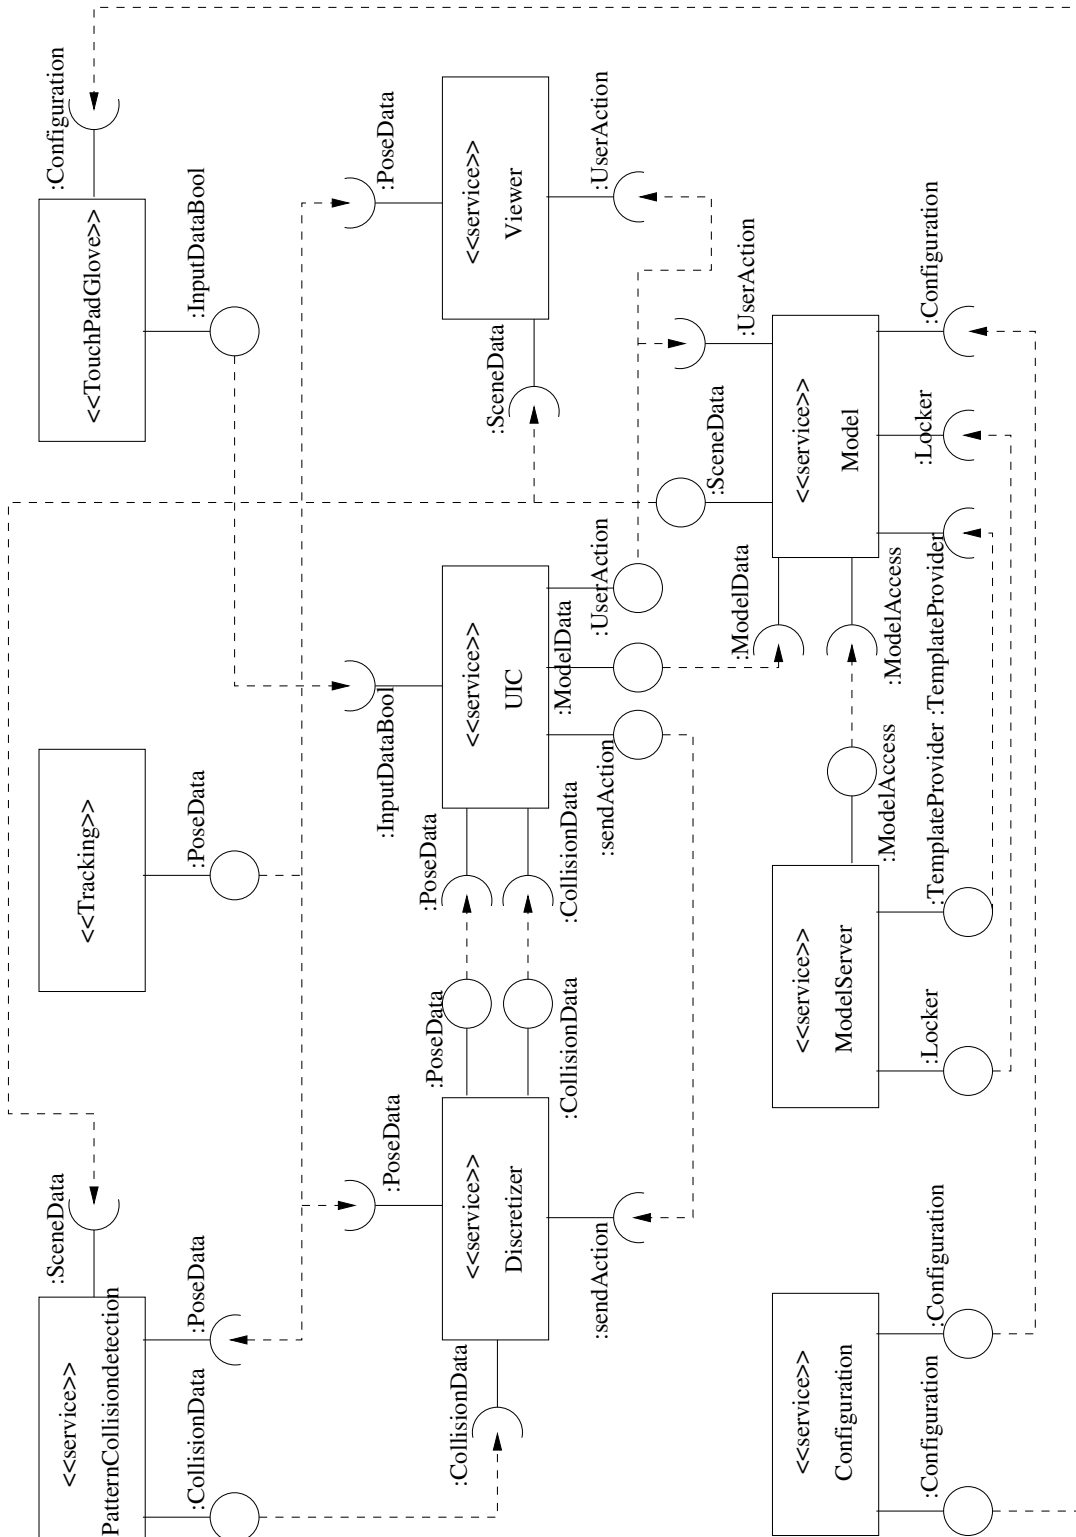 <<service>>
PatternCollisiondetection
:SceneData
:CollisionData
:PoseData
<<Tracking>>
:PoseData
<<TouchPadGlove>>
:Configuration
:InputDataBool
:CollisionData
<<service>>
Discretizer
:PoseData
:sendAction
:PoseData
:CollisionData
:PoseData
:CollisionData
<<service>>
UIC
:InputDataBool
:sendAction
:ModelData
:UserAction
:SceneData
<<service>>
Viewer
:PoseData
:UserAction
<<service>>
Configuration
:Configuration
:Configuration
<<service>>
ModelServer
:Locker
:TemplateProvider
:ModelAccess
:ModelAccess
:ModelData
<<service>>
Model
:SceneData
:UserAction
:TemplateProvider
:Locker
:Configuration